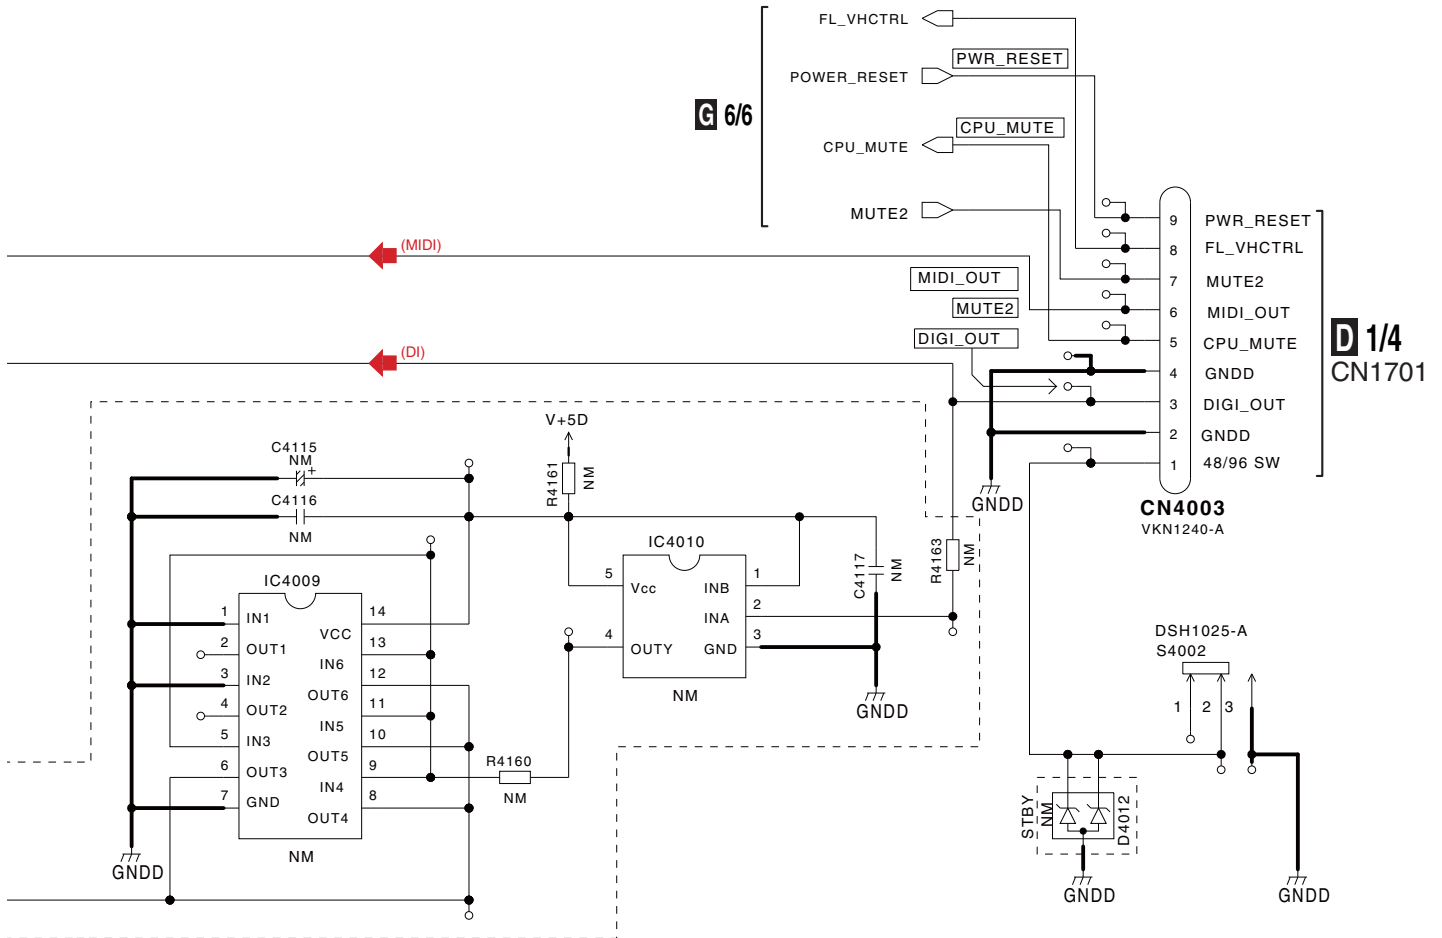 FL_VHCTRL
PWR_RESET
POWER_RESET
G 6/6
CPU_MUTE
CPU_MUTE
MUTE2
9 PWR_RESET
(MIDI)
8 FL_VHCTRL
MIDI_OUT
7 MUTE2
MUTE2
6 MIDI_OUT
DIGI_OUT
5 CPU_MUTE
D 1/4
(DI)
4 GNDD
CN1701
3 DIGI_OUT
V+5D
2 GNDD
C4115
NM
+
1 48/96 SW
R4161
NM
C4116
NM
GNDD
CN4003
VKN1240-A
IC4010
R4163
NM
C4117
NM
IC4009
5 Vcc
INB 1
INA 2
4 OUTY
GND 3
NM
GNDD
1 IN1
14 VCC
2 OUT1
13 IN6
3 IN2
12 OUT6
4 OUT2
11 IN5
5 IN3
10 OUT5
6 OUT3
9 IN4
7 GND
8 OUT4
NM
GNDD
R4160
NM
DSH1025-A
S4002
1 2 3
STBY
NM
D4012
GNDD
GNDD